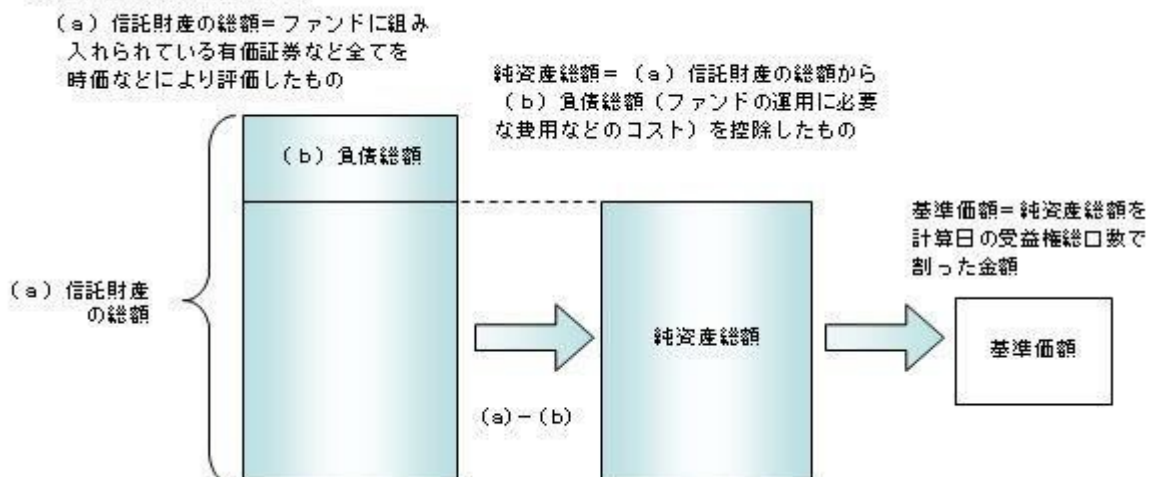 （a）信託財産の総額＝ファンドに組み
入れられている有価証券など全てを
時価などにより評価したもの
純資産総額＝（a）信託財産の総額から
（b）負債総額（ファンドの運用に必要
な費用などのコスト）を控除したもの
（b）負債総額
基準価額＝純資産総額を
計算日の受益権総口数で
割った金額
（a）信託財産
の総額
純資産総額
基準価額
（a）－（b）